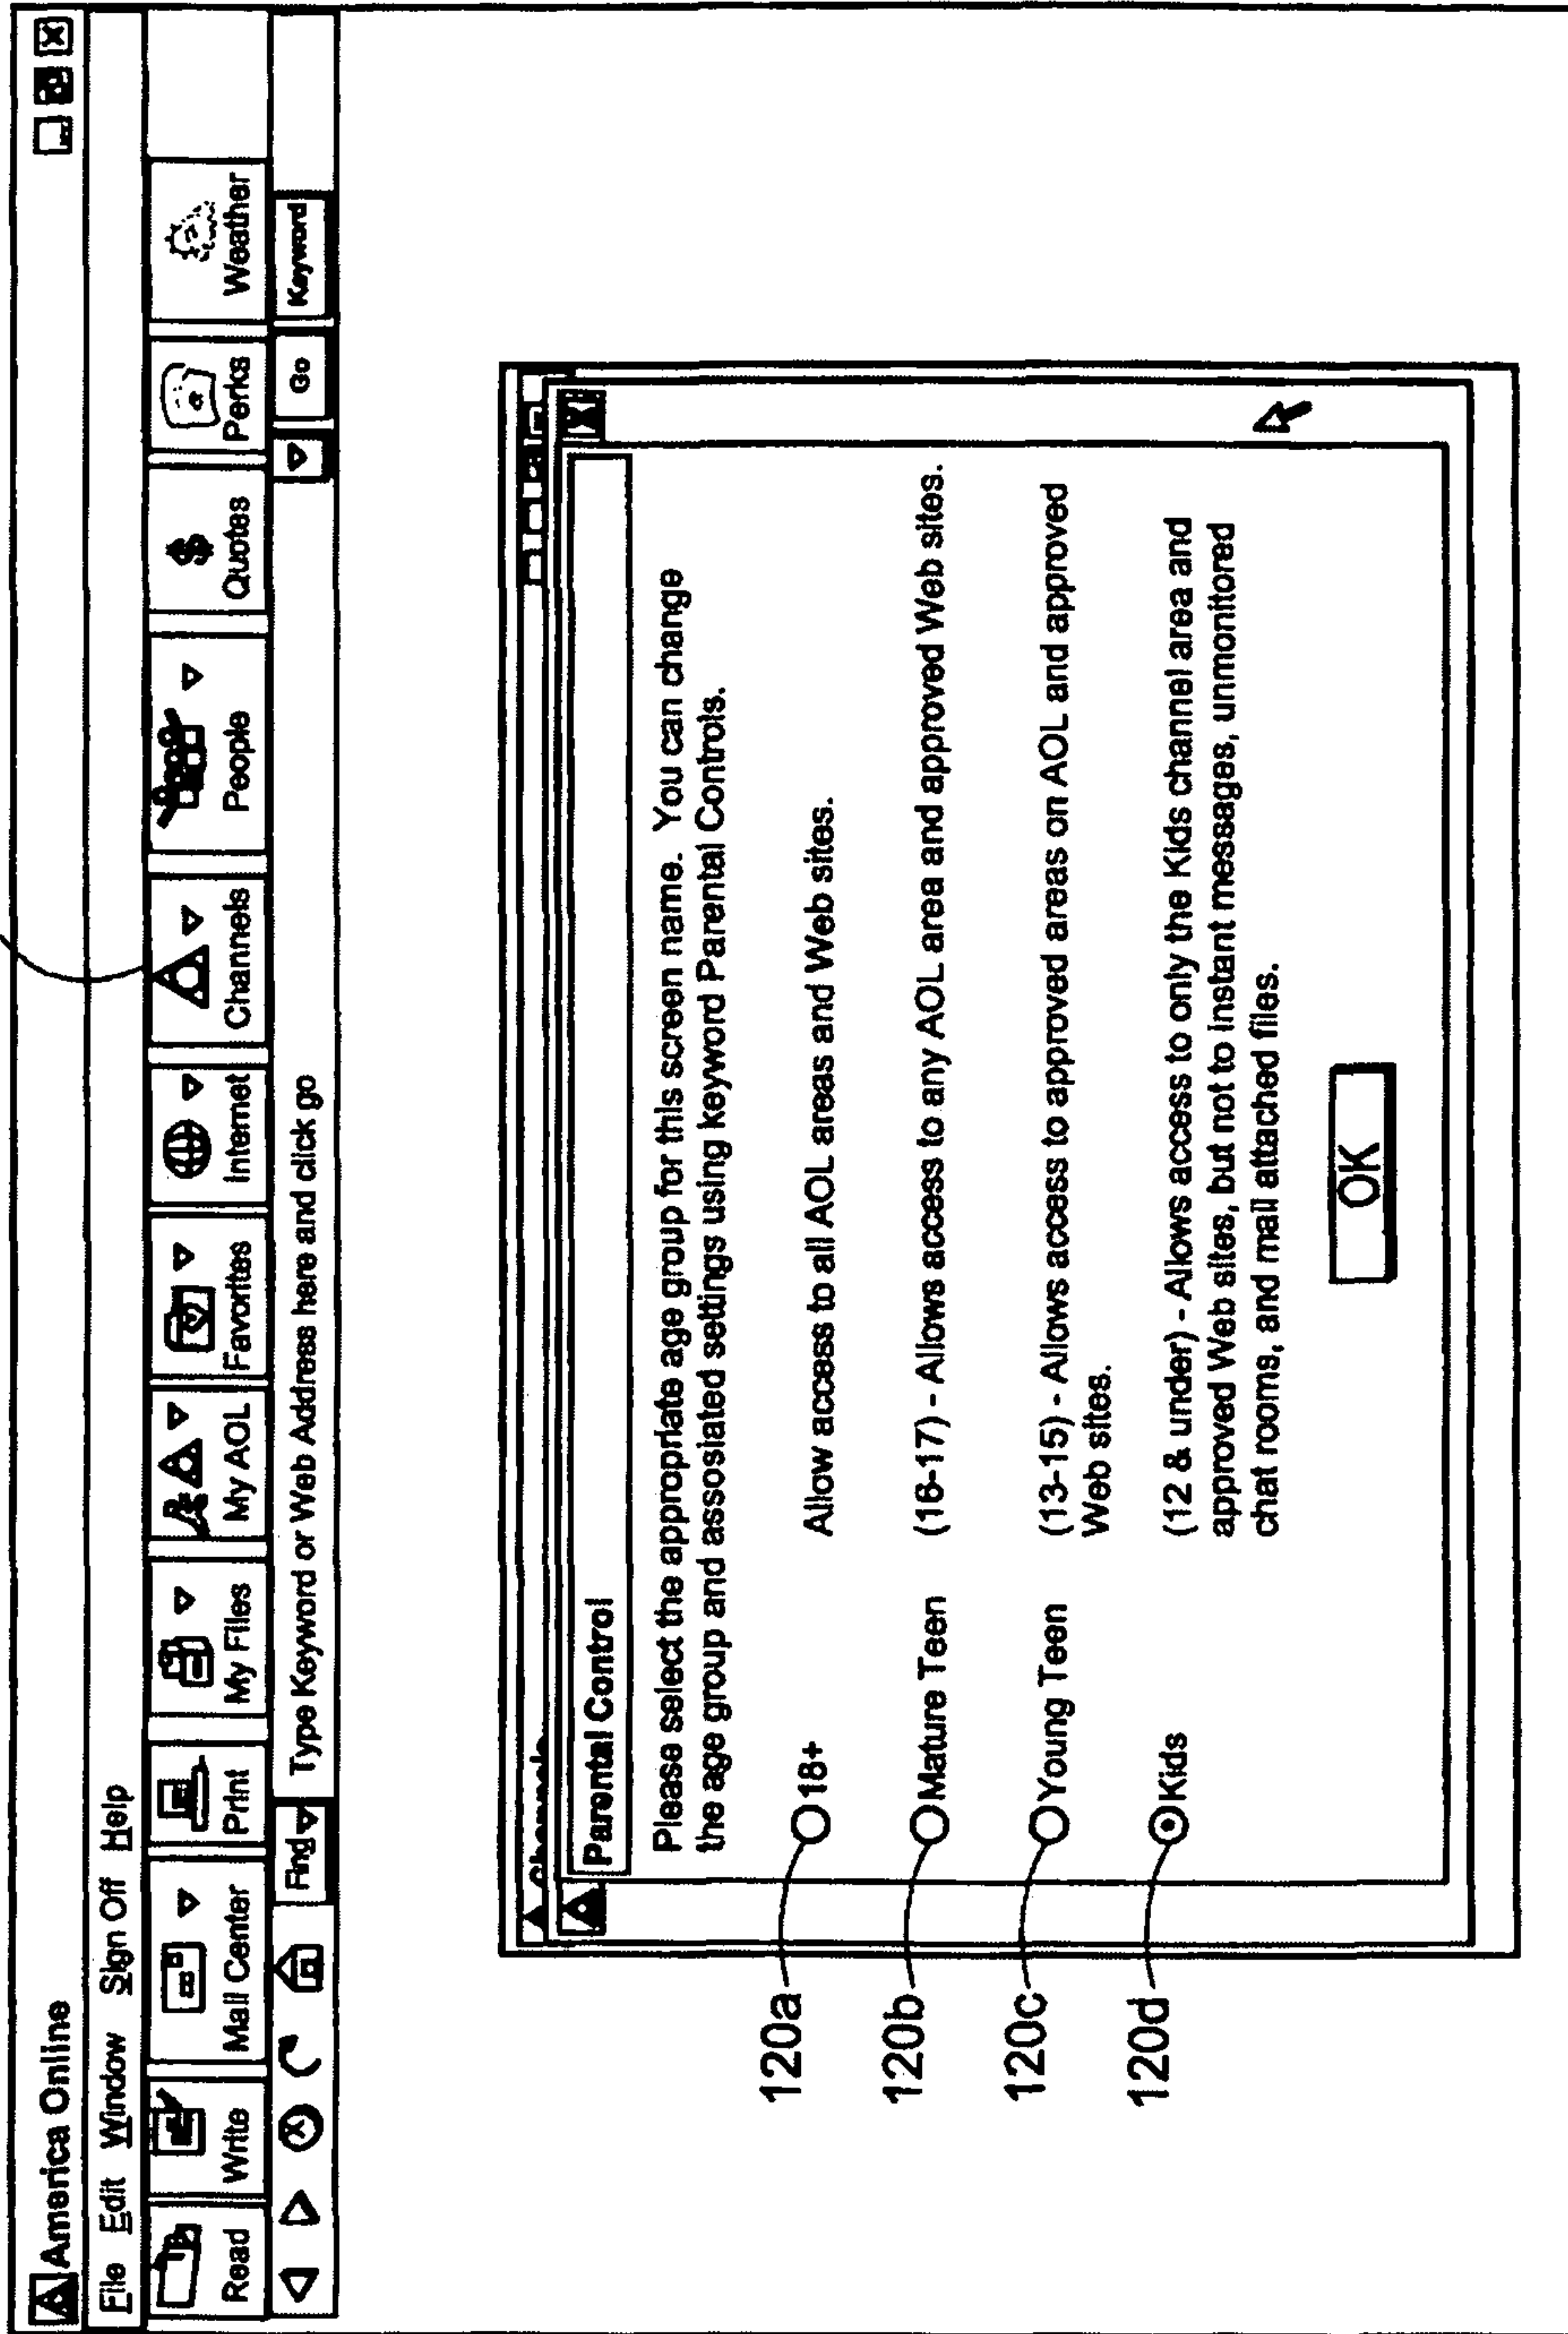 America Online
File Edit Window Sign Off Help
Read Write Mail Center Print My Files My AOL Favorites Internet Channels People Quotes Perks Weather
Find Type Keyword or Web Address here and click go Go Keyword
Channels
Parental Control
Please select the appropriate age group for this screen name. You can change
the age group and assosiated settings using keyword Parental Controls.
120a 18+ Allow access to all AOL areas and Web sites.
120b Mature Teen (16-17) - Allows access to any AOL area and approved Web sites.
120c Young Teen (13-15) - Allows access to approved areas on AOL and approved
Web sites.
120d Kids (12 & under) - Allows access to only the Kids channel area and
approved Web sites, but not to instant messages, unmonitored
chat rooms, and mail attached files.
OK